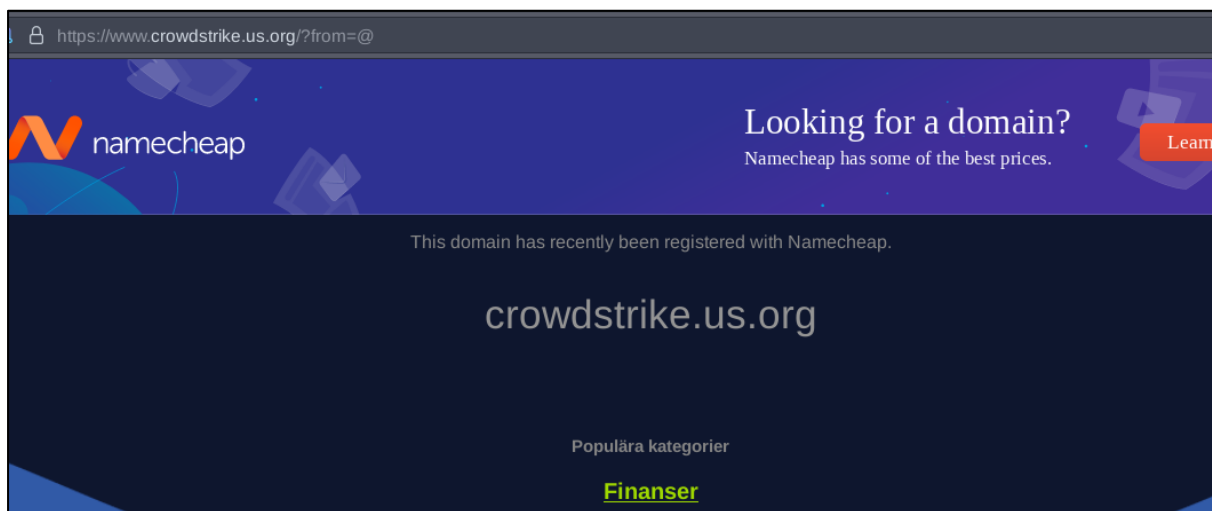 https://www.crowdstrike.us.org/?from=@
namecheap
Looking for a domain?
Namecheap has some of the best prices.
This domain has recently been registered with Namecheap.
crowdstrike.us.org
Populära kategorier
Finanser